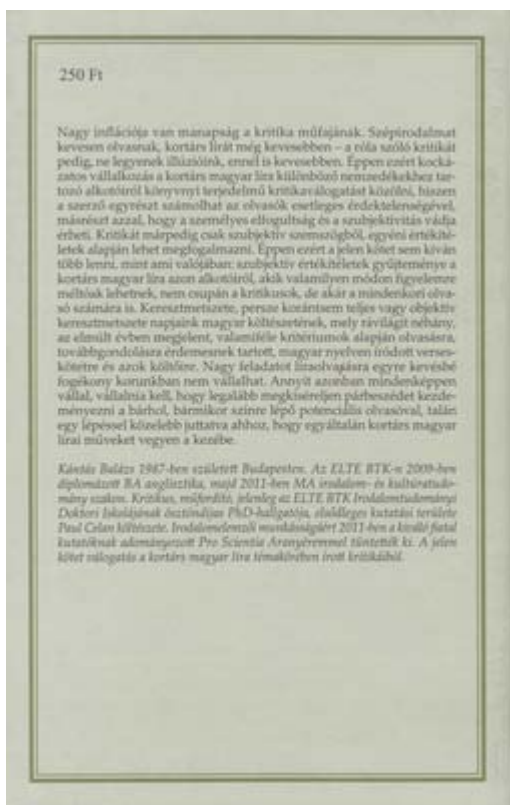 250 Ft
Nagy inflációja van manapság a kritika műfajának. Szépirodalmat
kevesen olvasnak, kortárs lírát még kevesebben – a róla szóló kritikát
pedig, ne legyenek illúzióink, ennél is kevesebben. Éppen ezért kocká-
zatos vállalkozás a kortárs magyar líra különböző nemzedékekhez tar-
tozó alkotóiról könyvnyi terjedelmű kritikaválogatást közölni, hiszen
a szerző egyrészt számolhat az olvasók esetleges érdektelenségével,
másrészt azzal, hogy a személyes elfogultság és a szubjektivitás vádja
érheti. Kritikát márpedig csak szubjektív szemszögből, egyéni értékíté-
letek alapján lehet megfogalmazni. Éppen ezért a jelen kötet sem kíván
több lenni, mint ami valójában: szubjektív értékítéletek gyűjteménye a
kortárs magyar líra azon alkotóiról, akik valamilyen módon figyelemre
méltóak lehetnek, nem csupán a kritikusok, de akár a mindenkori olva-
só számára is. Keresztmetszete, persze korántsem teljes vagy objektív
keresztmetszete napjaink magyar költészetének, mely rávilágít néhány,
az elmúlt évben megjelent, valamiféle kritériumok alapján olvasásra,
továbbgondolásra érdemesnek tartott, magyar nyelven íródott verses-
kötetre és azok költőire. Nagy feladatot líraolvasásra egyre kevésbé
fogékony korunkban nem vállalhat. Annyit azonban mindenképpen
vállal, vállalnia kell, hogy legalább megkíséreljen párbeszédet kezde-
ményezni a bárhol, bármikor színre lépő potenciális olvasóval, talán
egy lépéssel közelebb juttatva ahhoz, hogy egyáltalán kortárs magyar
lírai műveket vegyen a kezébe.
Kántás Balázs 1987-ben született Budapesten. Az ELTE BTK-n 2009-ben
diplomázott BA anglisztika, majd 2011-ben MA irodalom- és kultúratudo-
mány szakon. Kritikus, műfordító, jelenleg az ELTE BTK Irodalomtudományi
Doktori Iskolájának ösztöndíjas PhD-hallgatója, elsődleges kutatási területe
Paul Celan költészete. Irodalomelméleti munkásságáért 2011-ben a kiváló fiatal
kutatóknak adományozott Pro Scientia Aranyéremmel tüntették ki. A jelen
kötet válogatás a kortárs magyar líra témakörében írott kritikáiból.